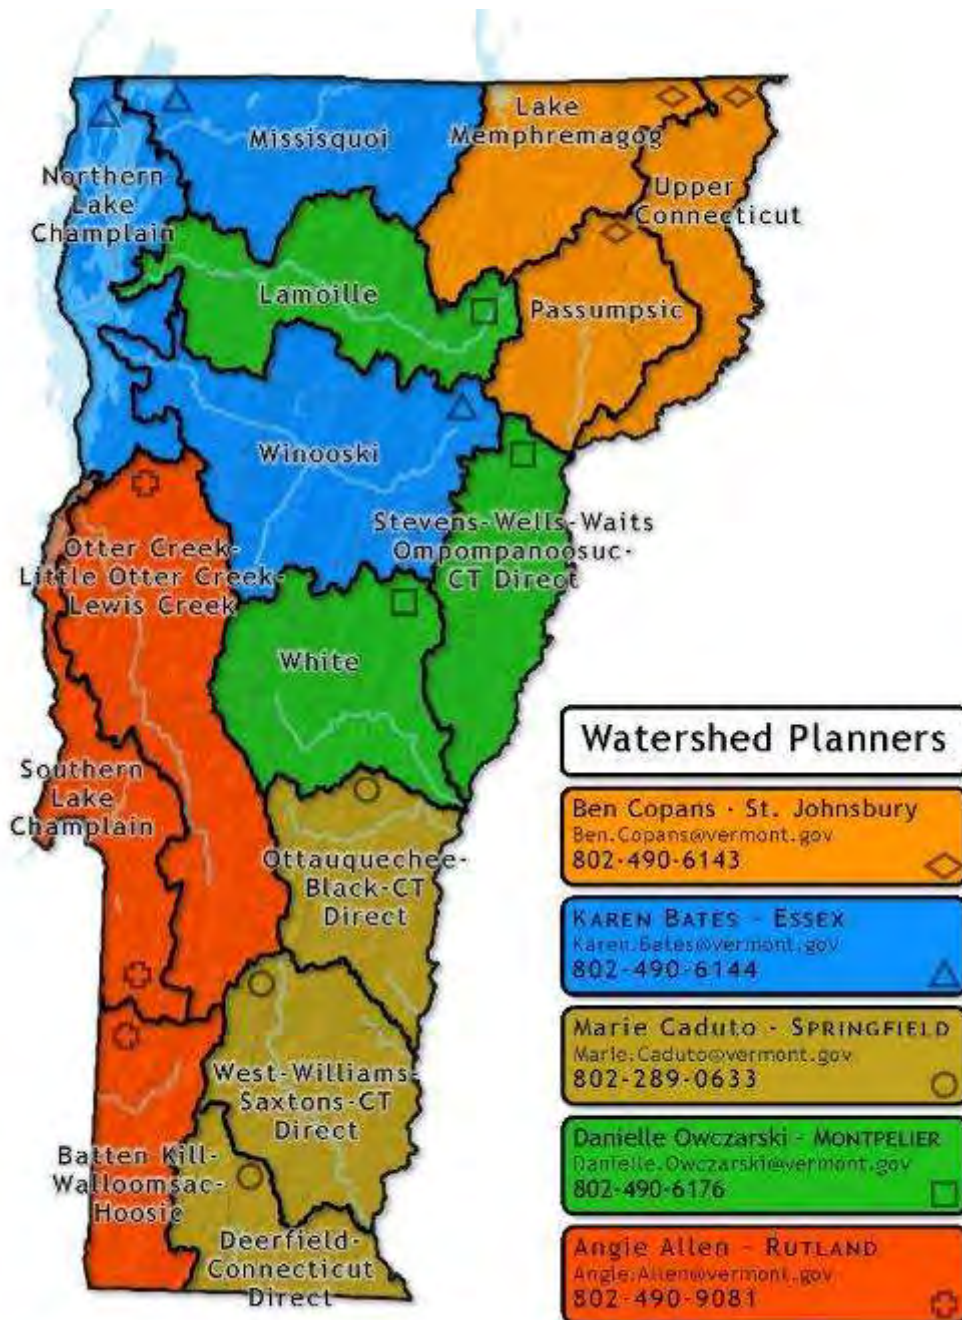 Lake
Memphremagog
Missisquoi
Northern
Lake
Champlain
Upper
Connecticut
Lamoille
Passumpsic
Winooski
Stevens-Wells-Waits
Ompompanoosuc-
CT Direct
Otter Creek-
Little Otter Creek-
Lewis Creek
White
Southern
Lake
Champlain
Ottauquechee-
Black-CT
Direct
West-Williams-
Saxtons-CT
Direct
Batten Kill-
Walloomsac-
Hoosic
Deerfield-
Connecticut
Direct
Watershed Planners
Ben Copans - St. Johnsbury
Ben.Copans@vermont.gov
802-490-6143
KAREN BATES - ESSEX
Karen.Bates@vermont.gov
802-490-6144
Marie Caduto - SPRINGFIELD
Marie.Caduto@vermont.gov
802-289-0633
Danielle Owczarski - MONTPELIER
Danielle.Owczarski@vermont.gov
802-490-6176
Angie Allen - RUTLAND
Angie.Allen@vermont.gov
802-490-9081